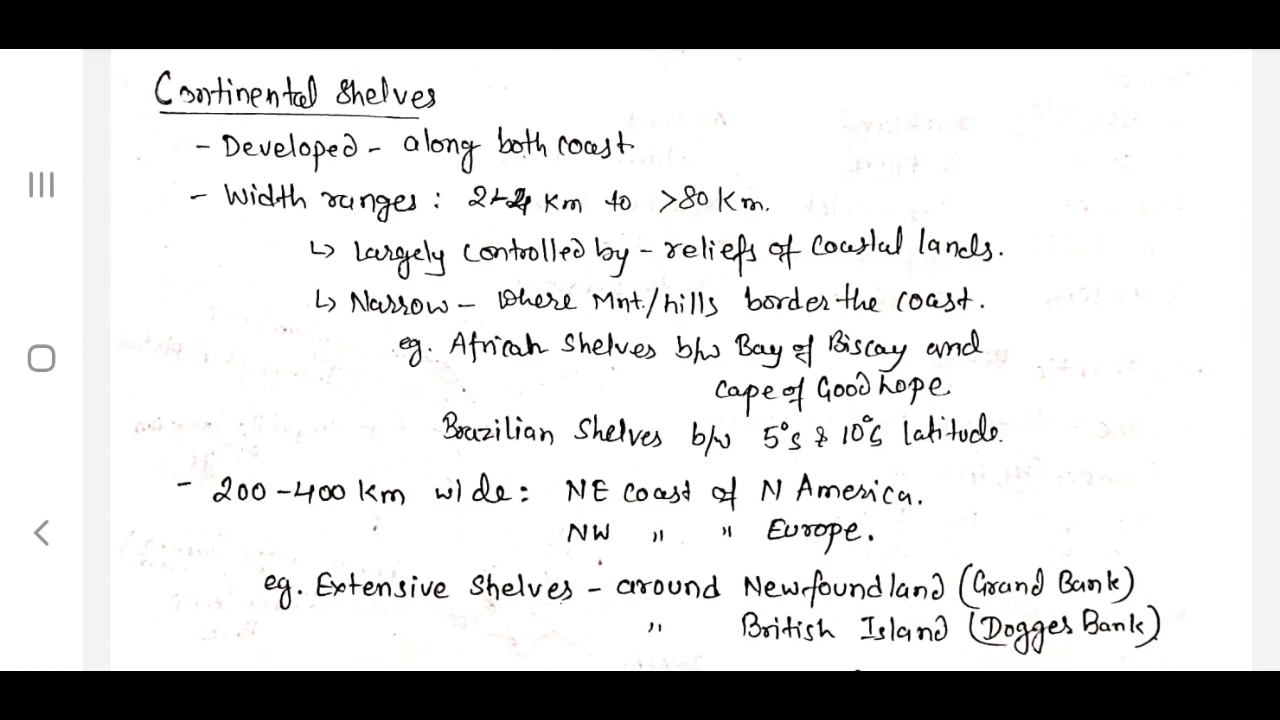 Continental Shelves
- Developed - along both coast
- Width ranges: 2-4 Km to >80 Km.
↳ Largely controlled by - reliefs of coastal lands.
↳ Narrow - where Mnt./hills border the coast.
eg. African Shelves b/w Bay of Biscay and
Cape of Good hope.
Brazilian Shelves b/w 5°S & 10°S latitude.
- 200-400 Km wide: NE coast of N America.
NW " " Europe.
eg. Extensive Shelves - around Newfoundland (Grand Bank)
" British Island (Dogges Bank)